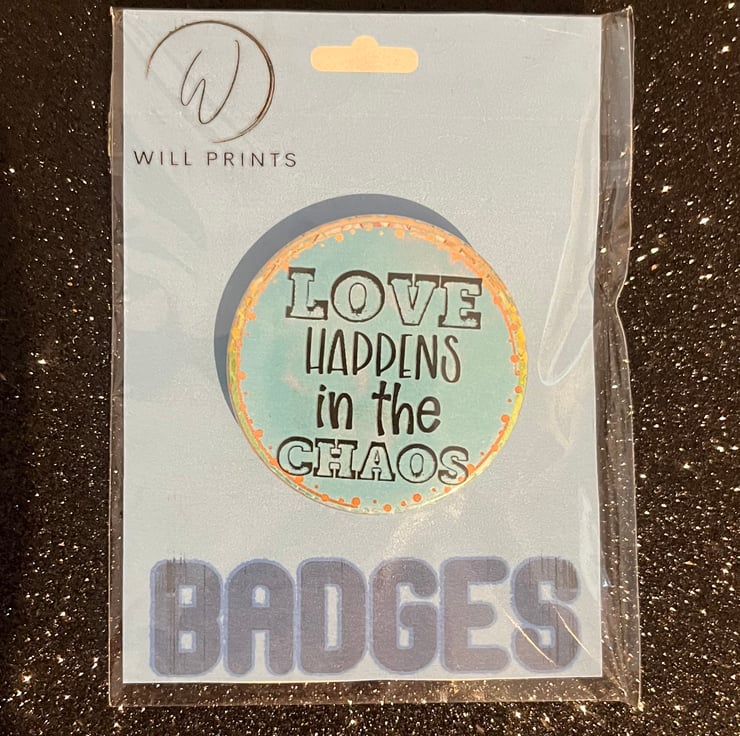 W
WILL PRINTS
LOVE
HAPPENS
in the
CHAOS
BADGES